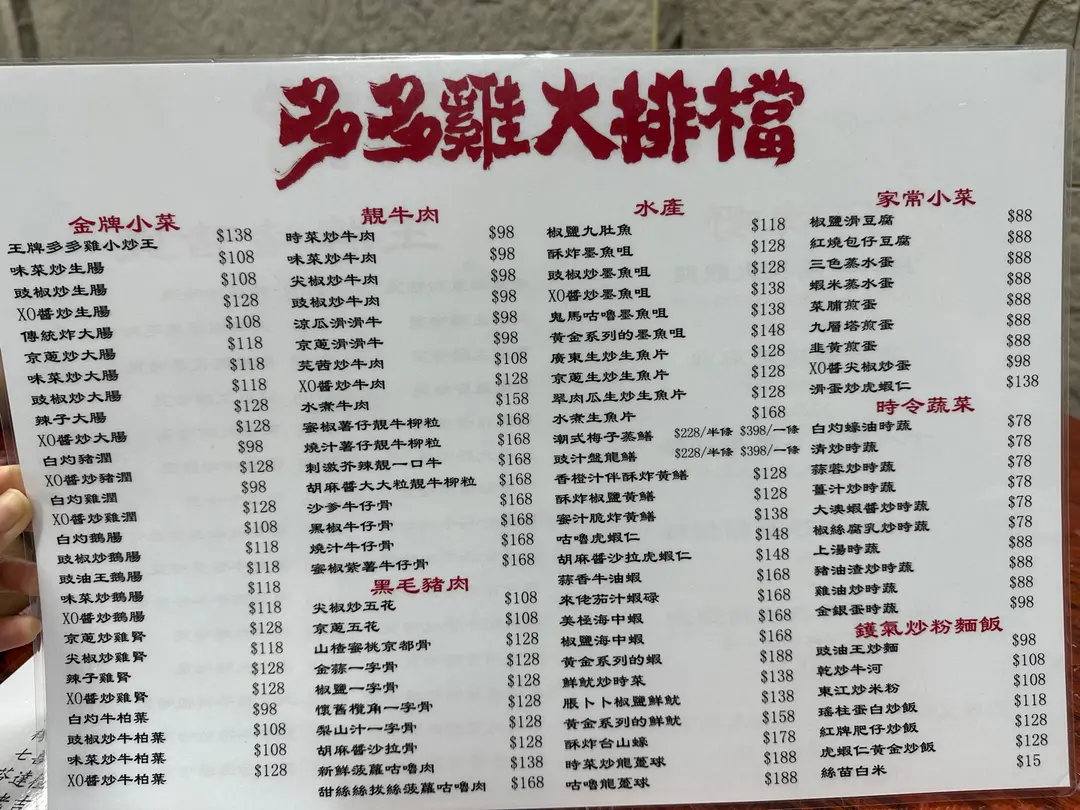 多多雞大排檔
金牌小菜
王牌多多雞小炒王 $138
味菜炒生腸 $108
豉椒炒生腸 $108
XO醬炒生腸 $128
傳統炸大腸 $108
京蔥炒大腸 $118
味菜炒大腸 $118
豉椒炒大腸 $118
辣子大腸 $128
XO醬炒大腸 $128
白灼豬潤 $98
XO醬炒豬潤 $128
白灼雞潤 $98
XO醬炒雞潤 $128
白灼鵝腸 $108
豉椒炒鵝腸 $118
豉油王鵝腸 $118
味菜炒鵝腸 $118
XO醬炒鵝腸 $118
京蔥炒雞腎 $128
尖椒炒雞腎 $118
辣子雞腎 $128
XO醬炒雞腎 $128
白灼牛柏葉 $98
豉椒炒牛柏葉 $108
味菜炒牛柏葉 $108
XO醬炒牛柏葉 $128
靚牛肉
時菜炒牛肉 $98
味菜炒牛肉 $98
尖椒炒牛肉 $98
豉椒炒牛肉 $98
涼瓜滑滑牛 $98
京蔥滑滑牛 $98
芫茜炒牛肉 $108
XO醬炒牛肉 $128
水煮牛肉 $158
蜜椒薯仔靚牛柳粒 $168
燒汁薯仔靚牛柳粒 $168
刺激芥辣靚一口牛 $168
胡麻醬大大粒靚牛柳粒 $168
沙爹牛仔骨 $168
黑椒牛仔骨 $168
燒汁牛仔骨 $168
蜜椒紫薯牛仔骨 $168
黑毛豬肉
尖椒炒五花 $108
京蔥五花 $108
山楂蜜桃京都骨 $128
金蒜一字骨 $128
椒鹽一字骨 $128
懷舊欖角一字骨 $128
梨山汁一字骨 $128
胡麻醬沙拉骨 $128
新鮮菠蘿咕嚕肉 $138
甜絲絲拔絲菠蘿咕嚕肉 $168
水產
椒鹽九肚魚 $118
酥炸墨魚咀 $128
豉椒炒墨魚咀 $128
XO醬炒墨魚咀 $138
鬼馬咕嚕墨魚咀 $138
黃金系列的墨魚咀 $148
廣東生炒生魚片 $128
京蔥生炒生魚片 $128
翠肉瓜生炒生魚片 $128
水煮生魚片 $168
潮式梅子蒸鱔 $228/半條 $398/一條
豉汁盤龍鱔 $228/半條 $398/一條
香橙汁伴酥炸黃鱔 $128
酥炸椒鹽黃鱔 $128
蜜汁脆炸黃鱔 $138
咕嚕虎蝦仁 $148
胡麻醬沙拉虎蝦仁 $148
蒜香牛油蝦 $168
來佬茄汁蝦碌 $168
美極海中蝦 $168
椒鹽海中蝦 $168
黃金系列的蝦 $188
鮮魷炒時菜 $138
脹卜卜椒鹽鮮魷 $138
黃金系列的鮮魷 $158
酥炸台山蠔 $178
時菜炒龍躉球 $188
咕嚕龍躉球 $188
家常小菜
椒鹽滑豆腐 $88
紅燒包仔豆腐 $88
三色蒸水蛋 $88
蝦米蒸水蛋 $88
菜脯煎蛋 $88
九層塔煎蛋 $88
韭黃煎蛋 $88
XO醬尖椒炒蛋 $98
滑蛋炒虎蝦仁 $138
時令蔬菜
白灼蠔油時蔬 $78
清炒時蔬 $78
蒜蓉炒時蔬 $78
薑汁炒時蔬 $78
大澳蝦醬炒時蔬 $78
椒絲腐乳炒時蔬 $78
上湯時蔬 $88
豬油渣炒時蔬 $88
雞油炒時蔬 $88
金銀蛋時蔬 $98
鑊氣炒粉麵飯
豉油王炒麵 $98
乾炒牛河 $108
東江炒米粉 $108
瑤柱蛋白炒飯 $118
紅牌肥仔炒飯 $128
虎蝦仁黃金炒飯 $128
絲苗白米 $15